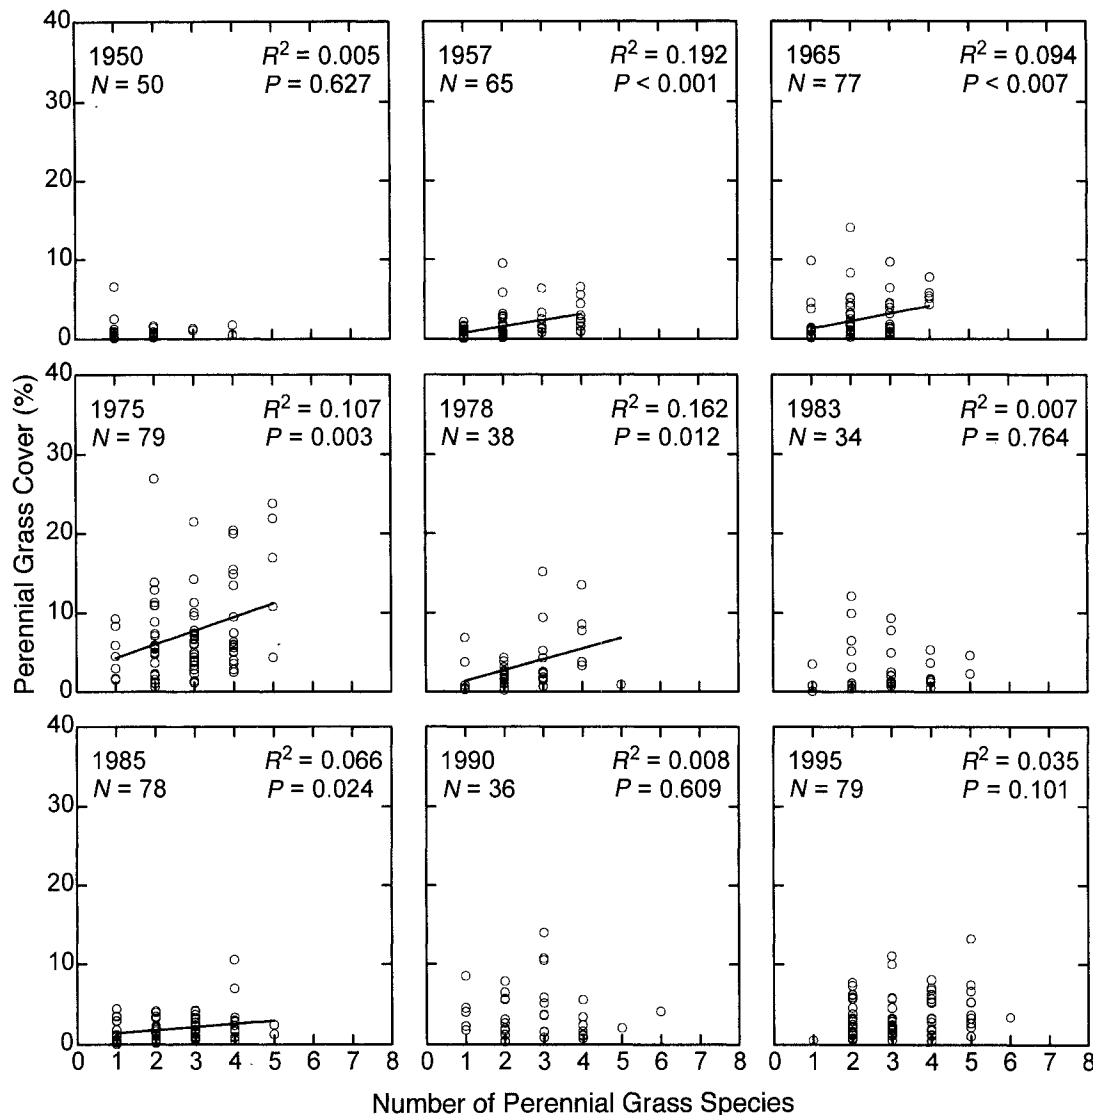 40
30
20
10
0
1950
N = 50
R² = 0.005
P = 0.627
1957
N = 65
R² = 0.192
P < 0.001
1965
N = 77
R² = 0.094
P < 0.007
Perennial Grass Cover (%)
40
30
20
10
0
1975
N = 79
R² = 0.107
P = 0.003
1978
N = 38
R² = 0.162
P = 0.012
1983
N = 34
R² = 0.007
P = 0.764
40
30
20
10
0
1985
N = 78
R² = 0.066
P = 0.024
1990
N = 36
R² = 0.008
P = 0.609
1995
N = 79
R² = 0.035
P = 0.101
0 1 2 3 4 5 6 7 8 0 1 2 3 4 5 6 7 8 0 1 2 3 4 5 6 7 8
Number of Perennial Grass Species